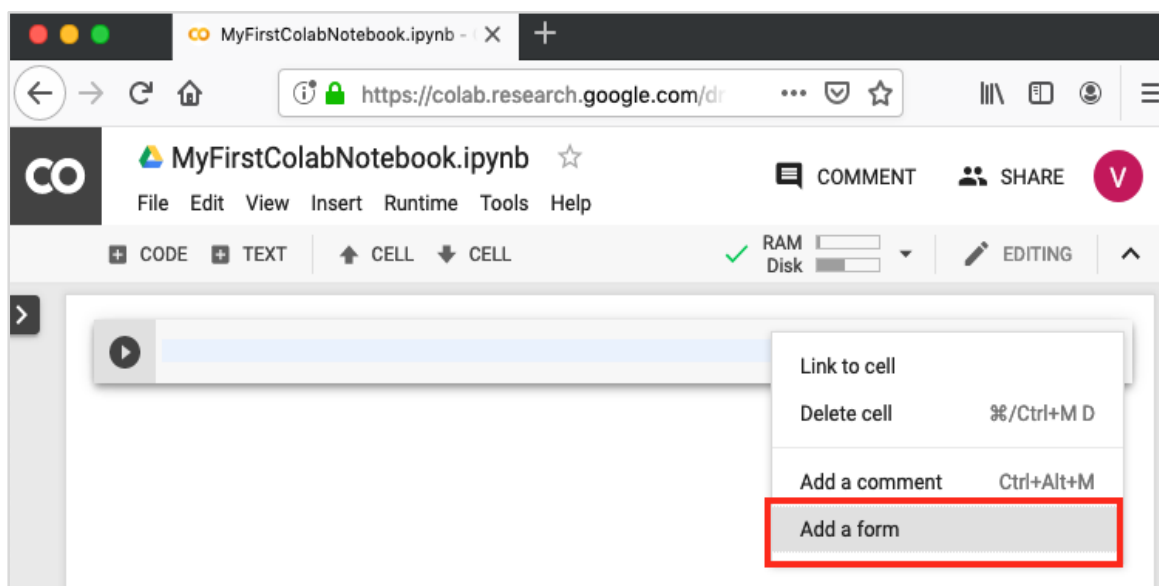 MyFirstColabNotebook.ipynb -
https://colab.research.google.com/dr
CO
MyFirstColabNotebook.ipynb
COMMENT
SHARE
V
File Edit View Insert Runtime Tools Help
CODE TEXT CELL CELL
RAM
Disk
EDITING
Link to cell
Delete cell ⌘/Ctrl+M D
Add a comment Ctrl+Alt+M
Add a form